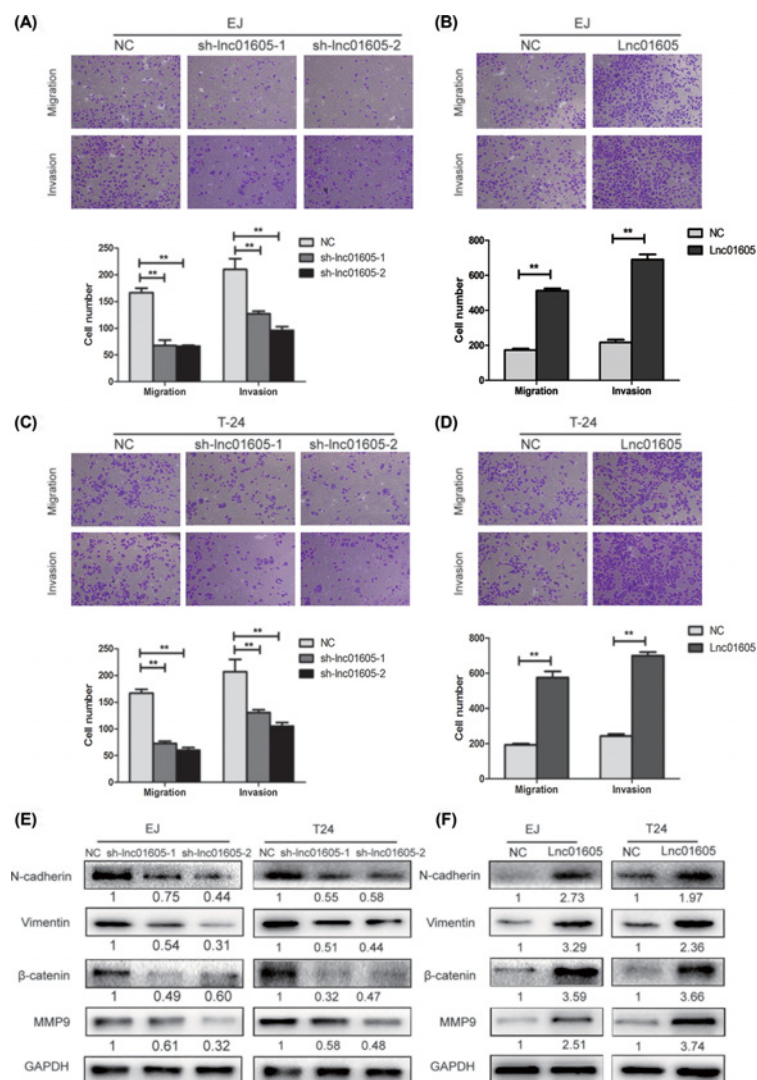 (A)
EJ
NC sh-lnc01605-1 sh-lnc01605-2
Migration
Invasion
** ** ** **
NC
sh-lnc01605-1
sh-lnc01605-2
Cell number
250
200
150
100
50
0
Migration Invasion
(B)
EJ
NC Lnc01605
Migration
Invasion
** **
NC
Lnc01605
Cell number
800
600
400
200
0
Migration Invasion
(C)
T-24
NC sh-lnc01605-1 sh-lnc01605-2
Migration
Invasion
** ** ** **
NC
sh-lnc01605-1
sh-lnc01605-2
Cell number
200
150
100
50
0
Migration Invasion
(D)
T-24
NC Lnc01605
Migration
Invasion
** **
NC
Lnc01605
Cell number
800
600
400
200
0
Migration Invasion
(E)
EJ T24
NC sh-lnc01605-1 sh-lnc01605-2 NC sh-lnc01605-1 sh-lnc01605-2
N-cadherin
1 0.75 0.44 1 0.55 0.58
Vimentin
1 0.54 0.31 1 0.51 0.44
β-catenin
1 0.49 0.60 1 0.32 0.47
MMP9
1 0.61 0.32 1 0.58 0.48
GAPDH
(F)
EJ T24
NC Lnc01605 NC Lnc01605
N-cadherin
1 2.73 1 1.97
Vimentin
1 3.29 1 2.36
β-catenin
1 3.59 1 3.66
MMP9
1 2.51 1 3.74
GAPDH